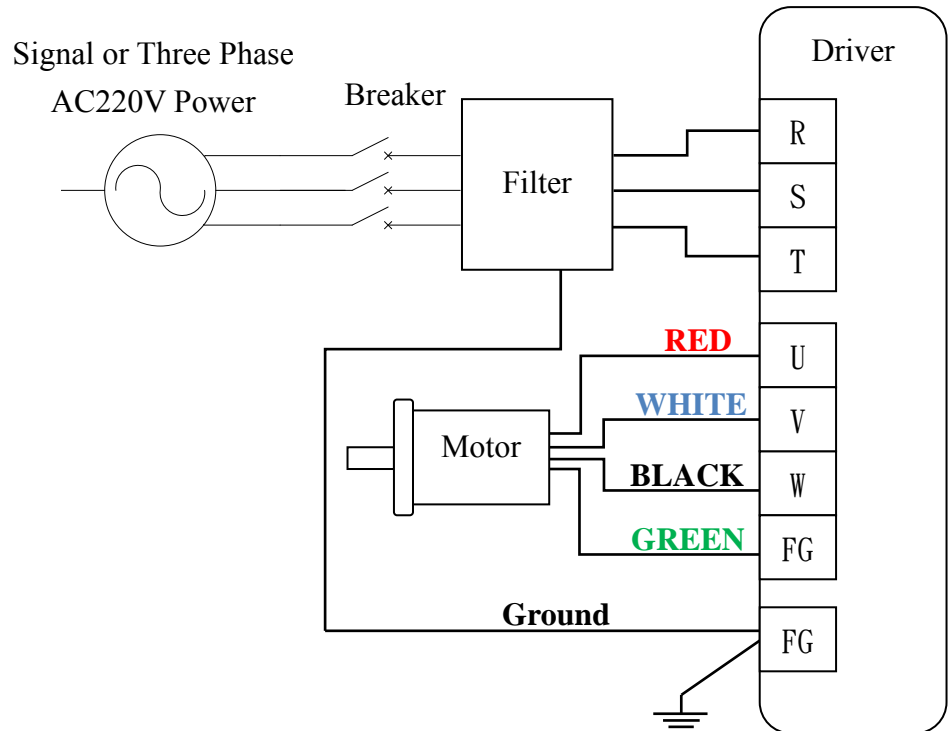 Driver
Signal or Three Phase
AC220V Power
Breaker
Filter
R
S
T
RED
U
WHITE
V
Motor
BLACK
W
GREEN
FG
Ground
FG